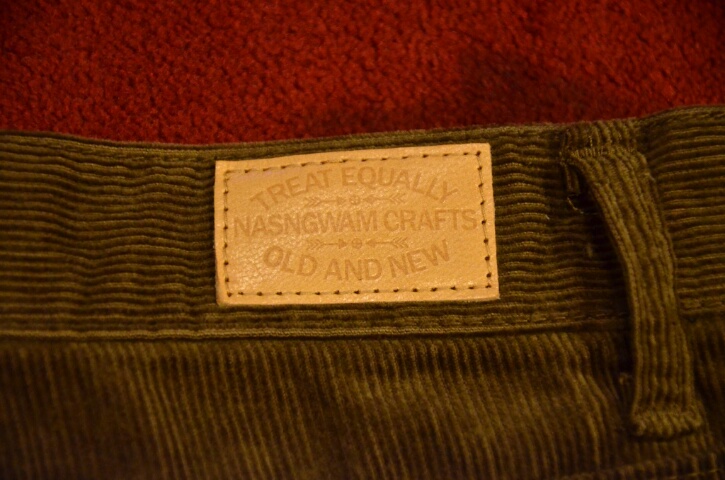 TREAT EQUALLY
NASNGWAM CRAFTS
OLD AND NEW